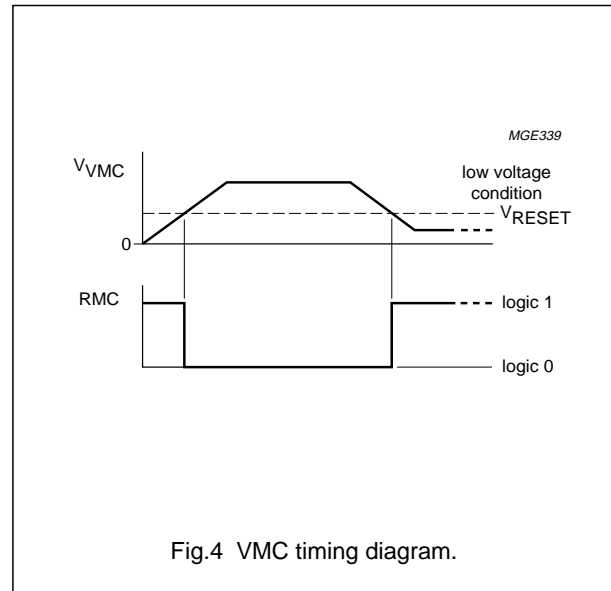 MGE339
VVMC
low voltage
condition
VRESET
0
RMC
logic 1
logic 0
Fig.4 VMC timing diagram.